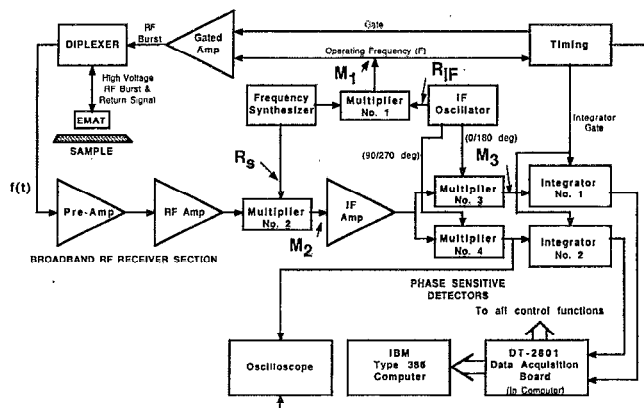 RF
Burst
Gate
DIPLEXER
Gated
Amp
Operating Frequency (F)
Timing
High Voltage
RF Burst &
Return Signal
M1
RIF
Frequency
Synthesizer
Multiplier
No. 1
IF
Oscillator
EMAT
SAMPLE
Integrator
Gate
(90/270 deg)
(0/180 deg)
M3
Rs
f(t)
Pre-Amp
RF Amp
Multiplier
No. 2
M2
IF
Amp
Multiplier
No. 3
Integrator
No. 1
Multiplier
No. 4
Integrator
No. 2
BROADBAND RF RECEIVER SECTION
PHASE SENSITIVE
DETECTORS
To all control functions
Oscilloscope
IBM
Type 386
Computer
DT-2801
Data Acquisition
Board
(in Computer)